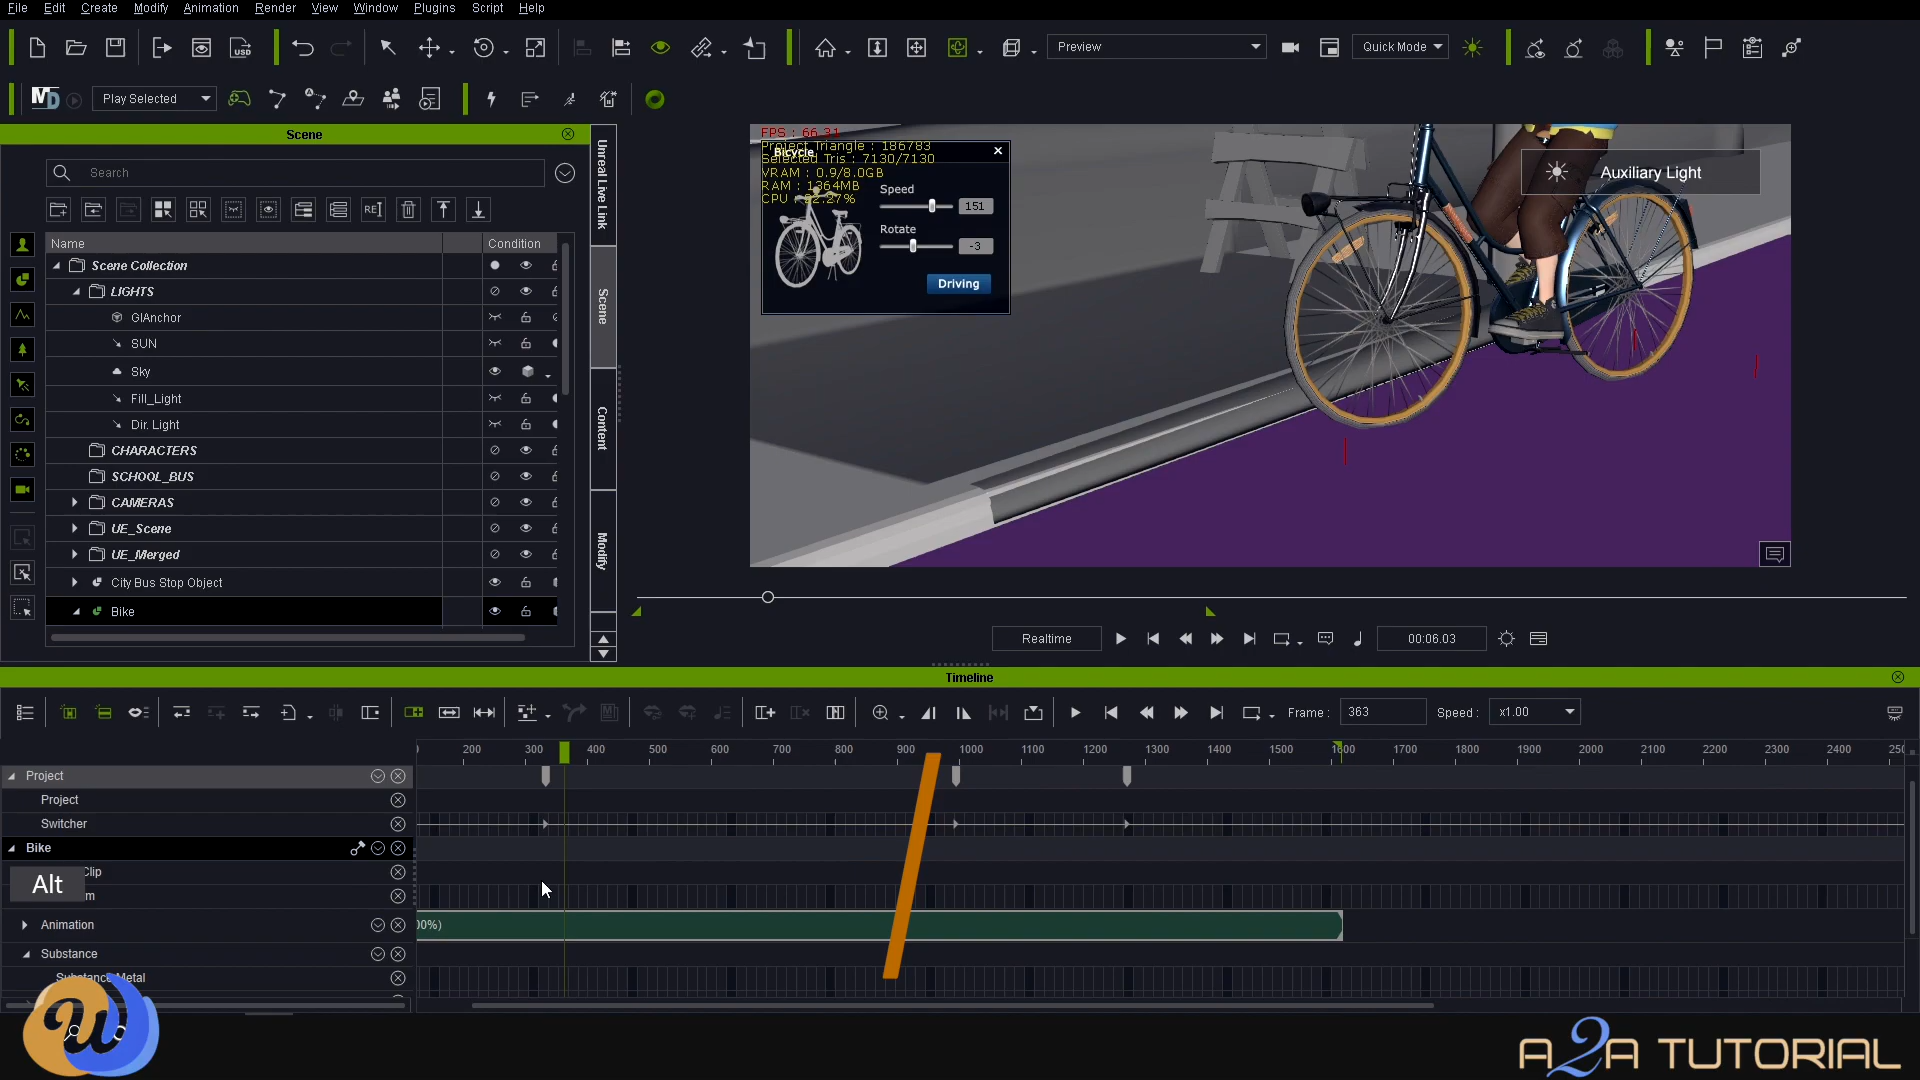 File Edit Create Modify Animation Render View Window Plugins Script Help
Preview
Quick Mode
MD
Play Selected
Scene
Search
Name Condition
Scene Collection
LIGHTS
GIAnchor
SUN
Sky
Fill_Light
Dir. Light
CHARACTERS
SCHOOL_BUS
CAMERAS
UE_Scene
UE_Merged
City Bus Stop Object
Bike
Unreal Live Link
Scene
Content
Modify
FPS : 66.31
Project Triangle : 186783
Bicycle
Selected Tris : 7130/7130
VRAM : 0.9/8.0GB
RAM : 1364MB
Speed
151
Rotate
-3
Driving
Auxiliary Light
Realtime
00:06.03
Timeline
Frame : 363 Speed : x1.00
200 300 400 500 600 700 800 900 1000 1100 1200 1300 1400 1500 1600 1700 1800 1900 2000 2100 2200 2300 2400
Project
Project
Switcher
Bike
Clip
Alt
Animation
Substance
A2A TUTORIAL